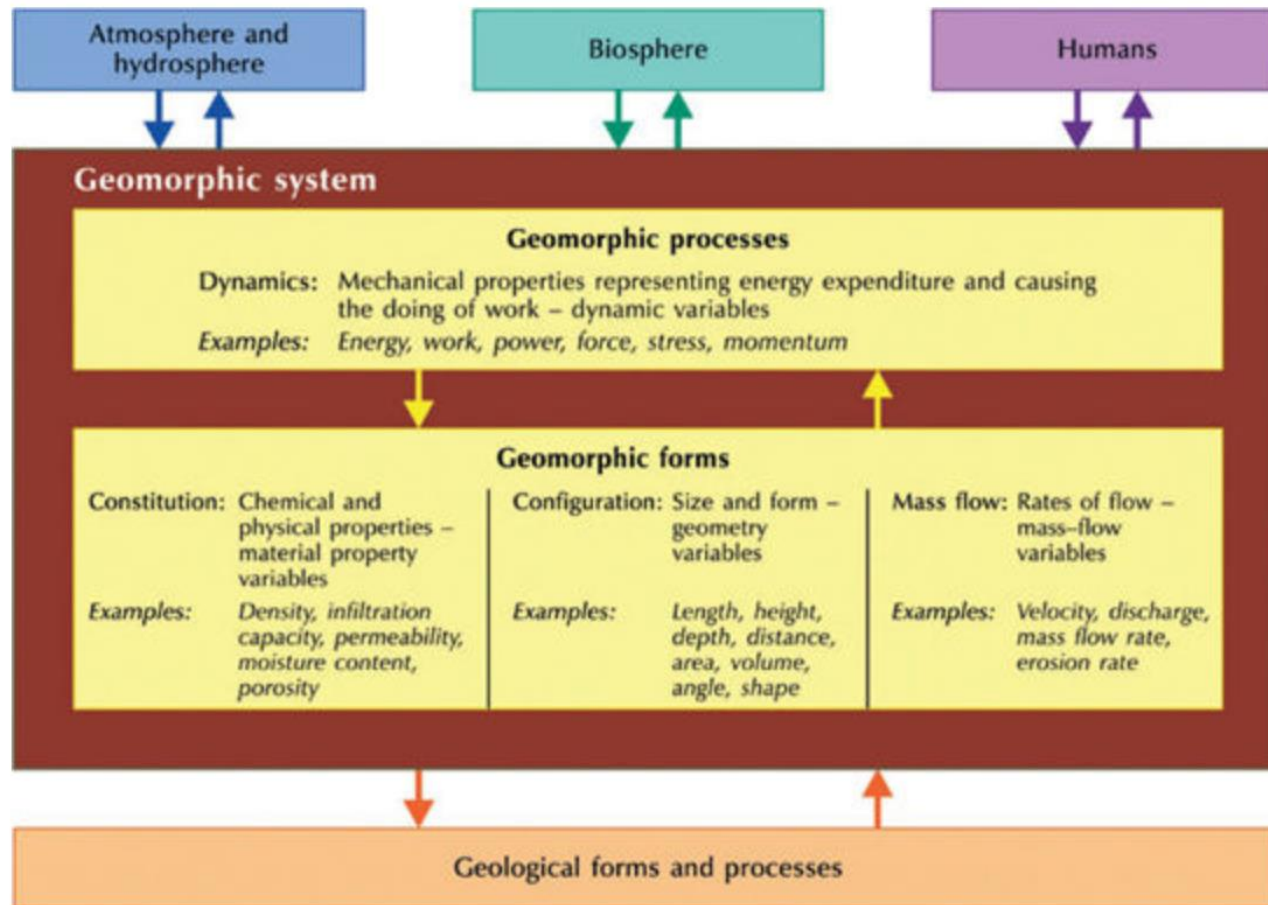 Atmosphere and
hydrosphere
Biosphere
Humans
Geomorphic system
Geomorphic processes
Dynamics: Mechanical properties representing energy expenditure and causing
the doing of work – dynamic variables
Examples: Energy, work, power, force, stress, momentum
Geomorphic forms
Constitution: Chemical and
physical properties –
material property
variables
Examples: Density, infiltration
capacity, permeability,
moisture content,
porosity
Configuration: Size and form –
geometry
variables
Examples: Length, height,
depth, distance,
area, volume,
angle, shape
Mass flow: Rates of flow –
mass–flow
variables
Examples: Velocity, discharge,
mass flow rate,
erosion rate
Geological forms and processes